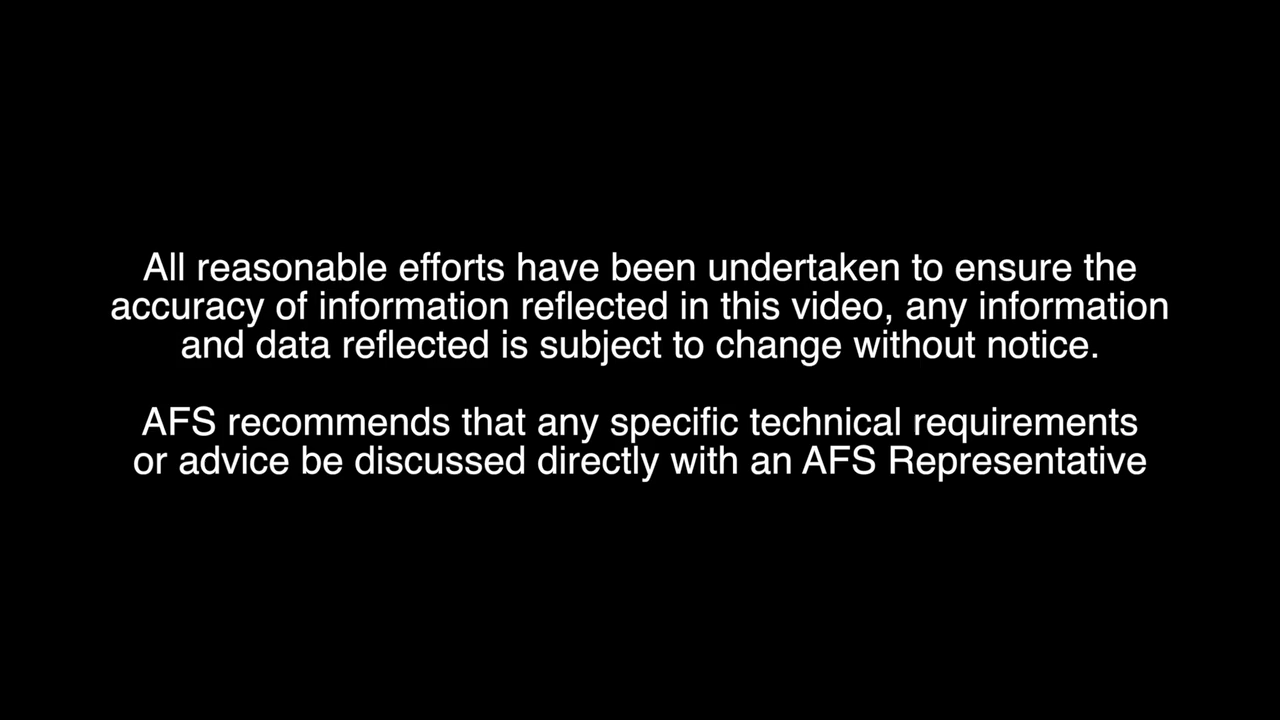 All reasonable efforts have been undertaken to ensure the
accuracy of information reflected in this video, any information
and data reflected is subject to change without notice.
AFS recommends that any specific technical requirements
or advice be discussed directly with an AFS Representative